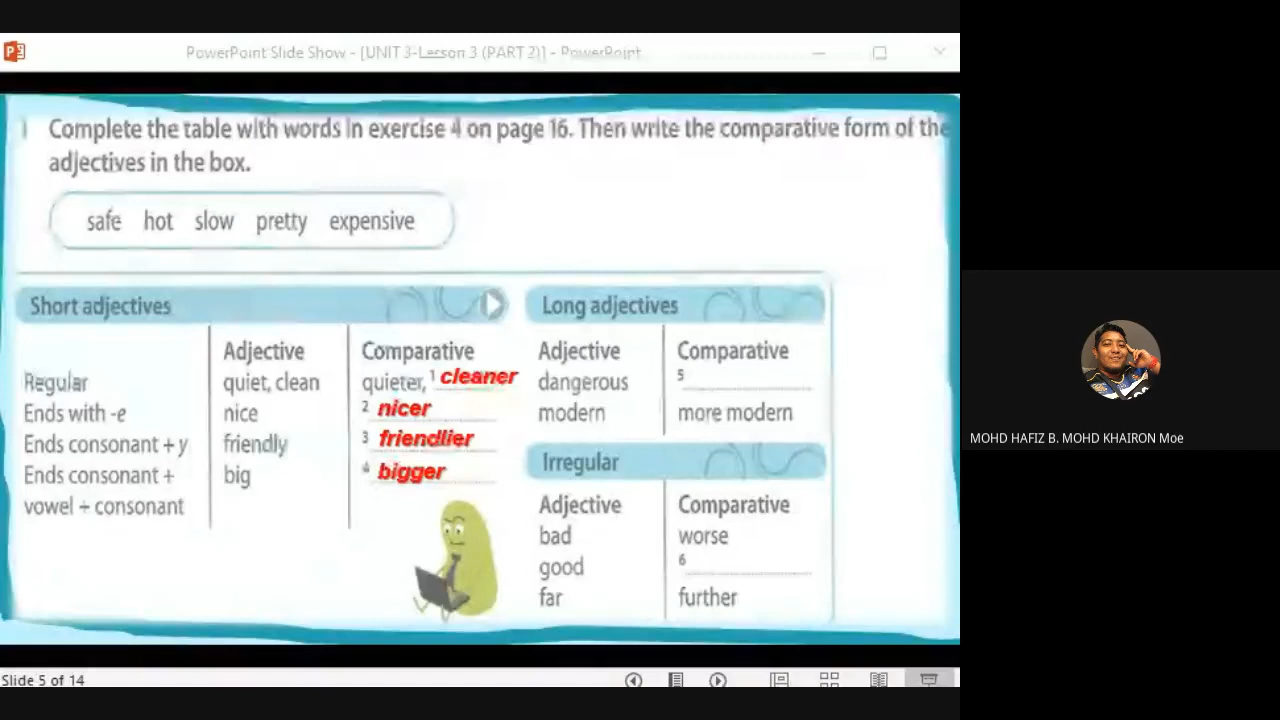 PowerPoint Slide Show - [UNIT 3-Lesson 3 (PART 2)] - PowerPoint
1 Complete the table with words in exercise 4 on page 16. Then write the comparative form of the
adjectives in the box.
safe hot slow pretty expensive
Short adjectives
Adjective Comparative
Regular quiet, clean quieter, 1 cleaner
Ends with -e nice 2 nicer
Ends consonant + y friendly 3 friendlier
Ends consonant + big 4 bigger
vowel + consonant
Long adjectives
Adjective Comparative
dangerous 5
modern more modern
Irregular
Adjective Comparative
bad worse
good 6
far further
MOHD HAFIZ B. MOHD KHAIRON Moe
Slide 5 of 14